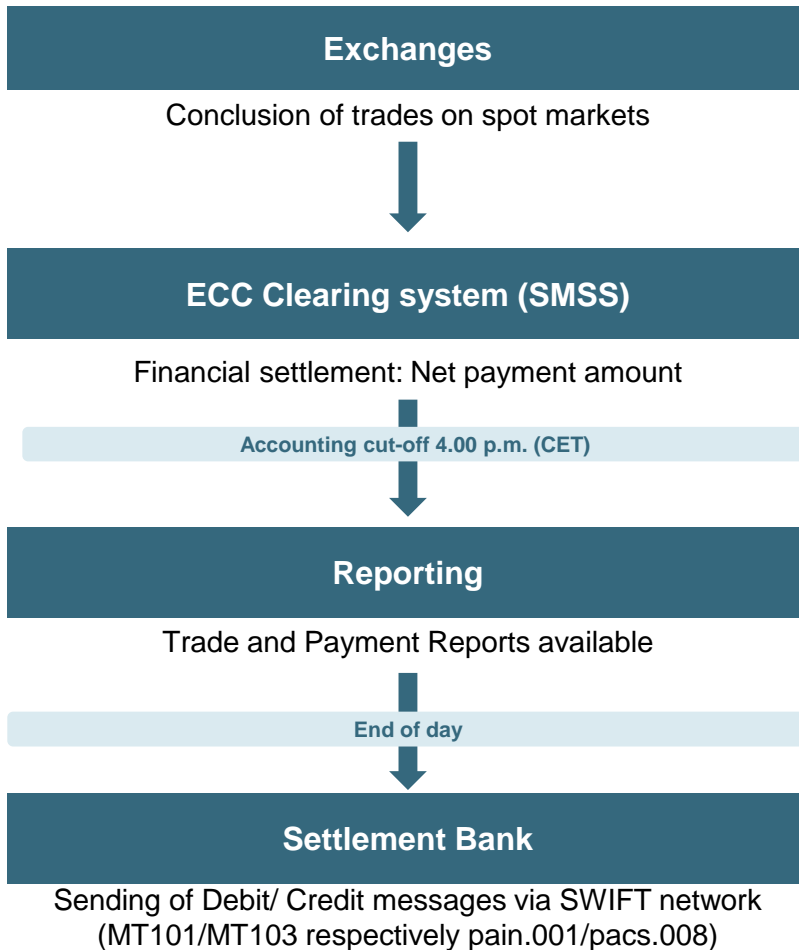 Exchanges
Conclusion of trades on spot markets
ECC Clearing system (SMSS)
Financial settlement: Net payment amount
Accounting cut-off 4.00 p.m. (CET)
Reporting
Trade and Payment Reports available
End of day
Settlement Bank
Sending of Debit/ Credit messages via SWIFT network
(MT101/MT103 respectively pain.001/pacs.008)